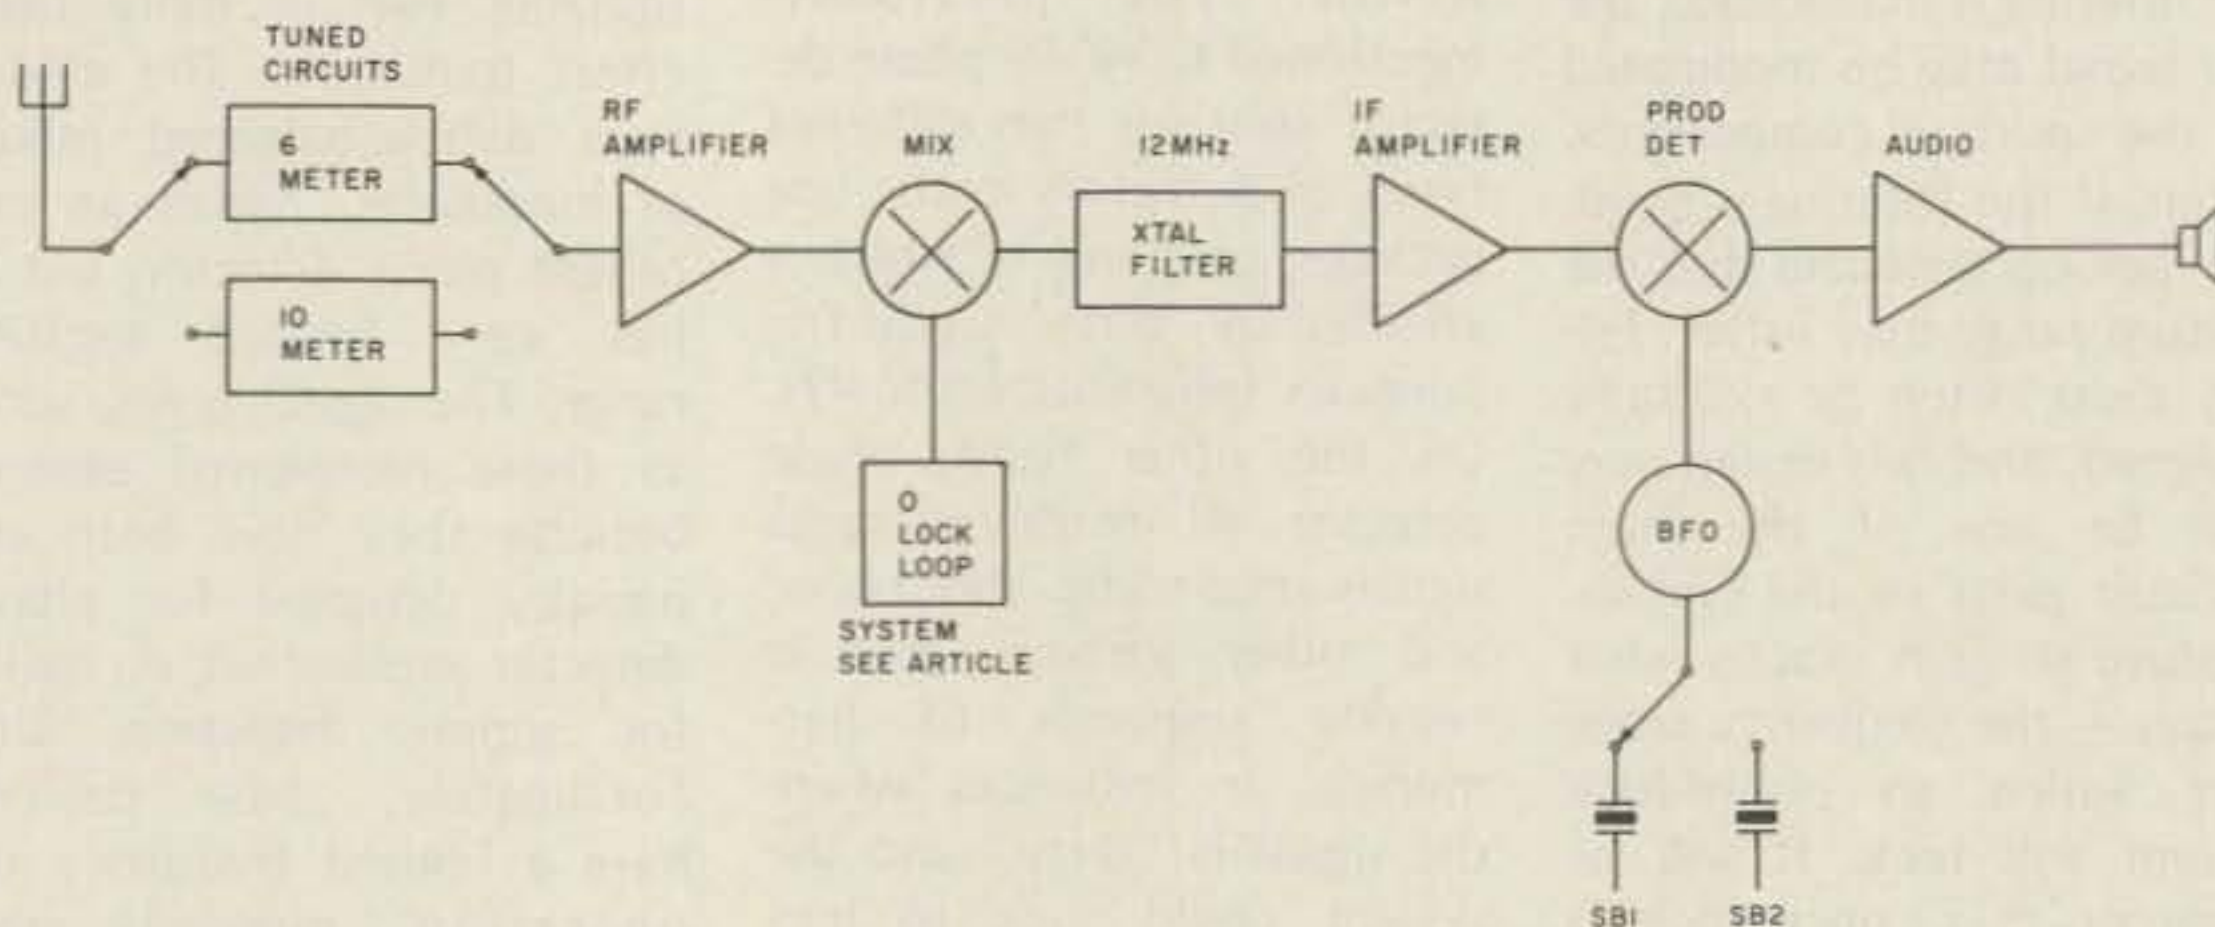 TUNED
CIRCUITS
6
METER
10
METER
RF
AMPLIFIER
MIX
0
LOCK
LOOP
SYSTEM
SEE ARTICLE
12MHz
XTAL
FILTER
IF
AMPLIFIER
PROD
DET
BFO
SB1
SB2
AUDIO